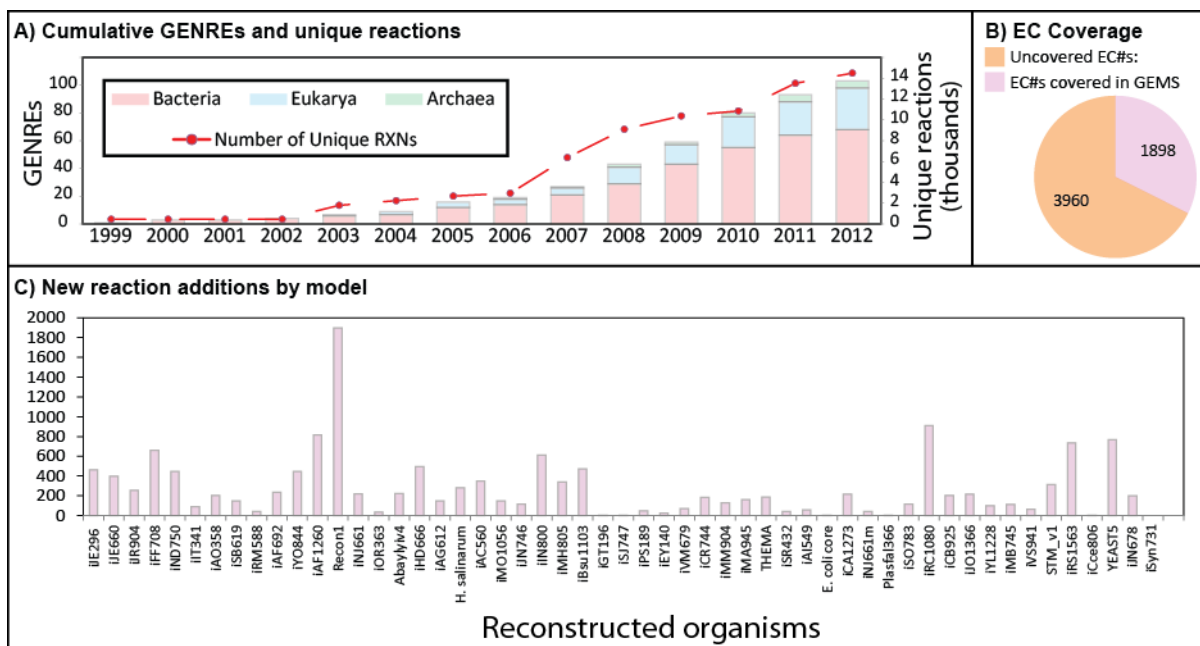 A) Cumulative GENREs and unique reactions
GENREs
100
80
60
40
20
0
Bacteria
Eukarya
Archaea
Number of Unique RXNs
14
12
10
8
6
4
2
0
Unique reactions
(thousands)
1999 2000 2001 2002 2003 2004 2005 2006 2007 2008 2009 2010 2011 2012
B) EC Coverage
Uncovered EC#s:
EC#s covered in GEMS
1898
3960
C) New reaction additions by model
2000
1800
1600
1400
1200
1000
800
600
400
200
0
iJE296
iJE660
iJR904
iFF708
iND750
iIT341
iAO358
iSB619
iRM588
iAF692
iYO844
iAF1260
Recon1
iNJ661
iOR363
Abaylyiv4
iHD666
iAG612
H. salinarum
iAC560
iMO1056
iJN746
iIN800
iMH805
iBsu1103
iGT196
iSJ747
iPS189
iEY140
iVM679
iCR744
iMM904
iMA945
THEMA
iSR432
iAI549
E. coli core
iCA1273
iNJ661m
Plasfal366
iSO783
iRC1080
iCB925
iJO1366
iYL1228
iMB745
iVS941
STM_v1
iRS1563
iCce806
YEAST5
iJN678
iSyn731
Reconstructed organisms